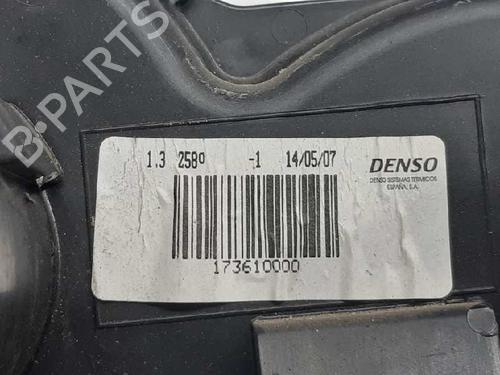 1.3 258º -1 14/05/07
DENSO
DENSO SISTEMAS TERMICOS
ESPAÑA, S.A.
173610000
B-PARTS